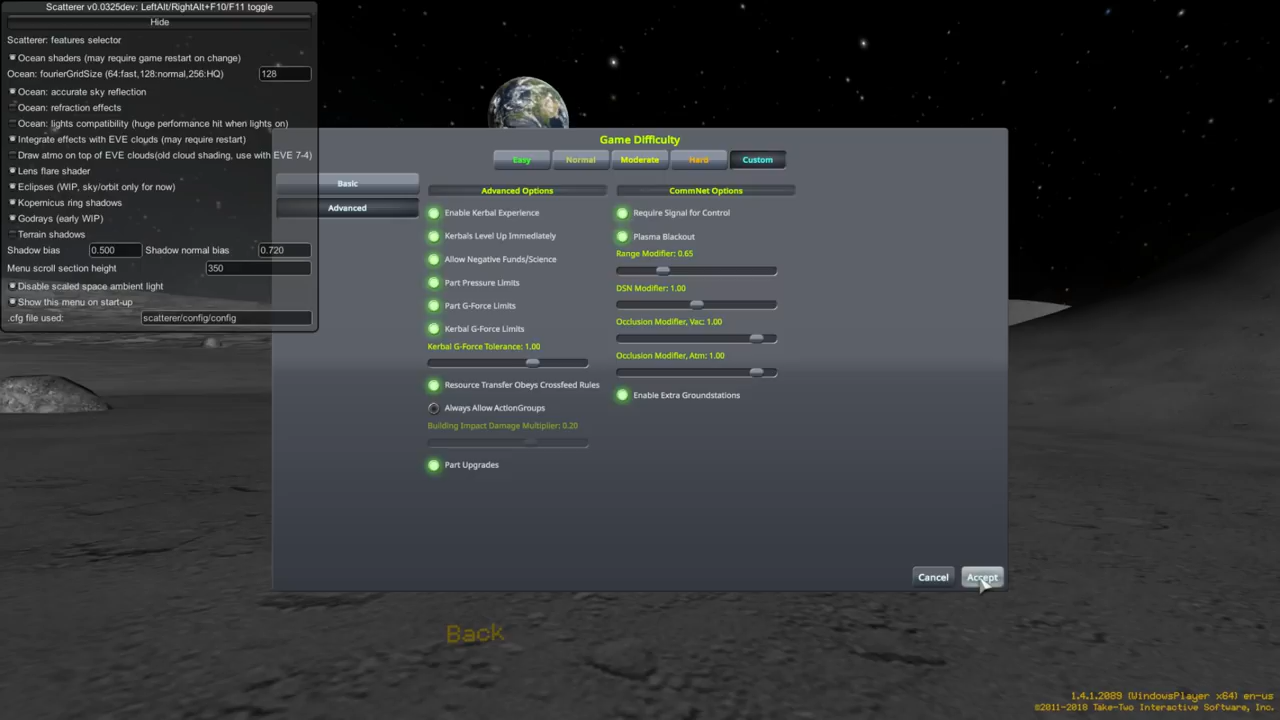 Scatterer v0.0325dev: LeftAlt/RightAlt+F10/F11 toggle
Hide
Scatterer: features selector
Ocean shaders (may require game restart on change)
Ocean: fourierGridSize (64:fast,128:normal,256:HQ) 128
Ocean: accurate sky reflection
Ocean: refraction effects
Ocean: lights compatibility (huge performance hit when lights on)
Integrate effects with EVE clouds (may require restart)
Draw atmo on top of EVE clouds(old cloud shading, use with EVE 7-4)
Lens flare shader
Eclipses (WIP, sky/orbit only for now)
Kopernicus ring shadows
Godrays (early WIP)
Terrain shadows
Shadow bias 0.500 Shadow normal bias 0.720
Menu scroll section height 350
Disable scaled space ambient light
Show this menu on start-up
.cfg file used: scatterer/config/config
Game Difficulty
Easy Normal Moderate Hard Custom
Basic
Advanced
Advanced Options
Enable Kerbal Experience
Kerbals Level Up Immediately
Allow Negative Funds/Science
Part Pressure Limits
Part G-Force Limits
Kerbal G-Force Limits
Kerbal G-Force Tolerance: 1.00
Resource Transfer Obeys Crossfeed Rules
Always Allow ActionGroups
Building Impact Damage Multiplier: 0.20
Part Upgrades
CommNet Options
Require Signal for Control
Plasma Blackout
Range Modifier: 0.65
DSN Modifier: 1.00
Occlusion Modifier, Vac: 1.00
Occlusion Modifier, Atm: 1.00
Enable Extra Groundstations
Cancel Accept
Back
1.4.1.2089 (WindowsPlayer x64) en-us
©2011-2018 Take-Two Interactive Software, Inc.